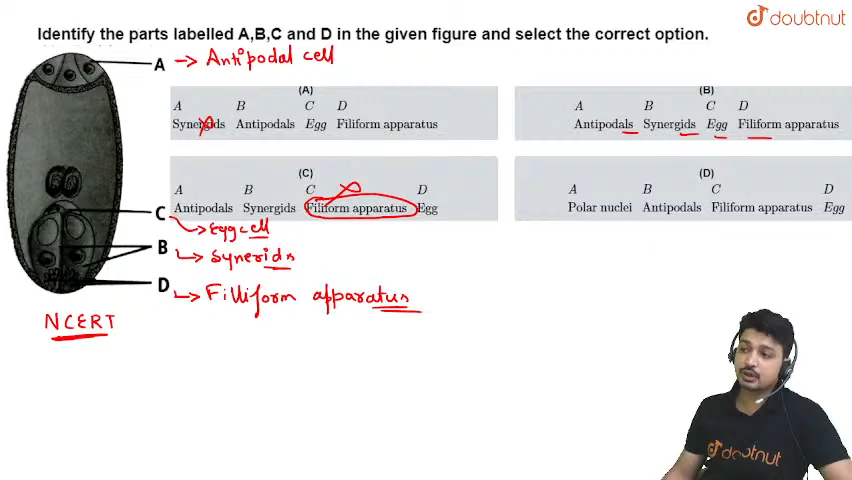 doubtnut
Identify the parts labelled A,B,C and D in the given figure and select the correct option.
A → Antipodal cell
(A)
A B C D
Synergids Antipodals Egg Filiform apparatus
(B)
A B C D
Antipodals Synergids Egg Filiform apparatus
(C)
A B C D
Antipodals Synergids Filiform apparatus Egg
(D)
A B C D
Polar nuclei Antipodals Filiform apparatus Egg
C
Egg cell
B
Synerids
D
Filliform apparatus
NCERT
doubtnut